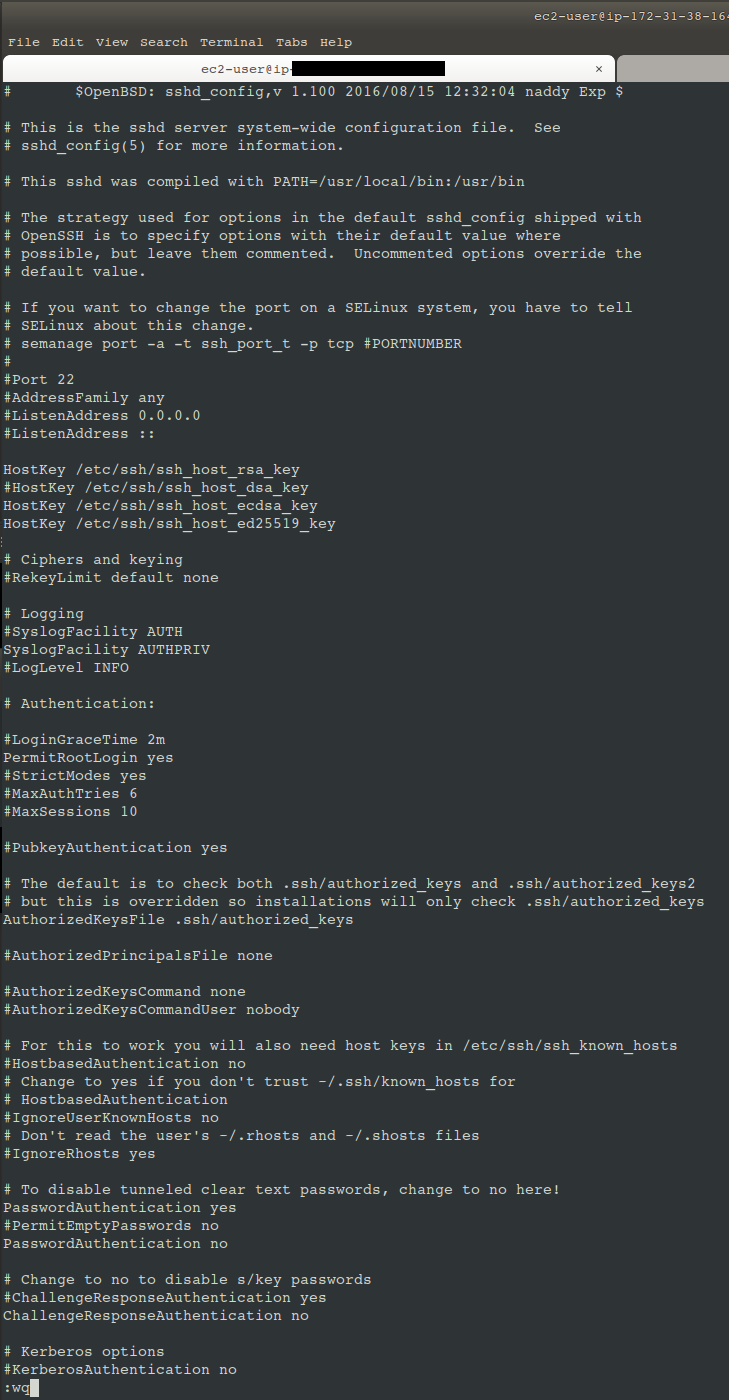 ec2-user@ip-172-31-38-164
File Edit View Search Terminal Tabs Help
ec2-user@ip- ×
# $OpenBSD: sshd_config,v 1.100 2016/08/15 12:32:04 naddy Exp $
# This is the sshd server system-wide configuration file. See
# sshd_config(5) for more information.
# This sshd was compiled with PATH=/usr/local/bin:/usr/bin
# The strategy used for options in the default sshd_config shipped with
# OpenSSH is to specify options with their default value where
# possible, but leave them commented. Uncommented options override the
# default value.
# If you want to change the port on a SELinux system, you have to tell
# SELinux about this change.
# semanage port -a -t ssh_port_t -p tcp #PORTNUMBER
#
#Port 22
#AddressFamily any
#ListenAddress 0.0.0.0
#ListenAddress ::
HostKey /etc/ssh/ssh_host_rsa_key
#HostKey /etc/ssh/ssh_host_dsa_key
HostKey /etc/ssh/ssh_host_ecdsa_key
HostKey /etc/ssh/ssh_host_ed25519_key
# Ciphers and keying
#RekeyLimit default none
# Logging
#SyslogFacility AUTH
SyslogFacility AUTHPRIV
#LogLevel INFO
# Authentication:
#LoginGraceTime 2m
PermitRootLogin yes
#StrictModes yes
#MaxAuthTries 6
#MaxSessions 10
#PubkeyAuthentication yes
# The default is to check both .ssh/authorized_keys and .ssh/authorized_keys2
# but this is overridden so installations will only check .ssh/authorized_keys
AuthorizedKeysFile .ssh/authorized_keys
#AuthorizedPrincipalsFile none
#AuthorizedKeysCommand none
#AuthorizedKeysCommandUser nobody
# For this to work you will also need host keys in /etc/ssh/ssh_known_hosts
#HostbasedAuthentication no
# Change to yes if you don't trust ~/.ssh/known_hosts for
# HostbasedAuthentication
#IgnoreUserKnownHosts no
# Don't read the user's ~/.rhosts and ~/.shosts files
#IgnoreRhosts yes
# To disable tunneled clear text passwords, change to no here!
PasswordAuthentication yes
#PermitEmptyPasswords no
PasswordAuthentication no
# Change to no to disable s/key passwords
#ChallengeResponseAuthentication yes
ChallengeResponseAuthentication no
# Kerberos options
#KerberosAuthentication no
:wq